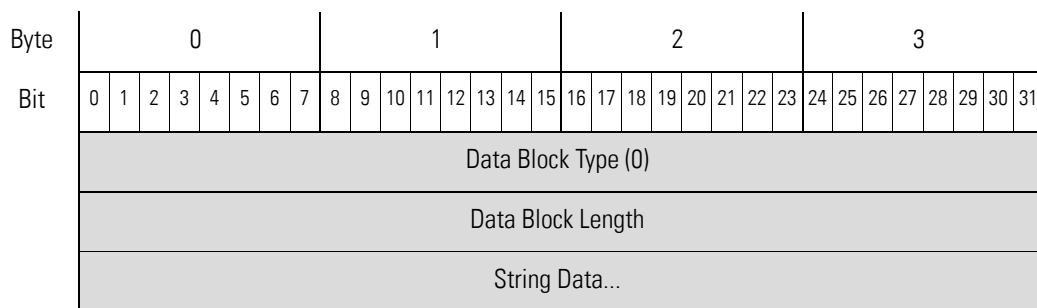 Byte 0 1 2 3
Bit 0 1 2 3 4 5 6 7 8 9 10 11 12 13 14 15 16 17 18 19 20 21 22 23 24 25 26 27 28 29 30 31
Data Block Type (0)
Data Block Length
String Data...